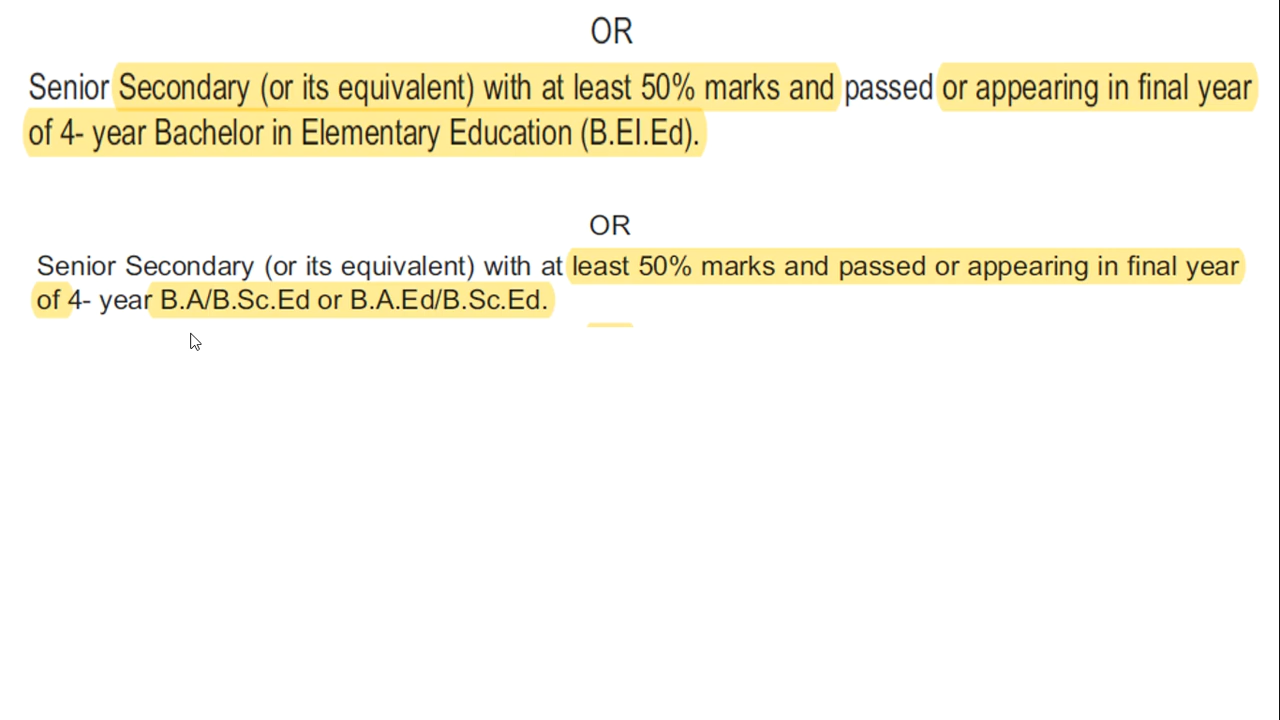 OR
Senior Secondary (or its equivalent) with at least 50% marks and passed or appearing in final year
of 4- year Bachelor in Elementary Education (B.El.Ed).
OR
Senior Secondary (or its equivalent) with at least 50% marks and passed or appearing in final year
of 4- year B.A/B.Sc.Ed or B.A.Ed/B.Sc.Ed.